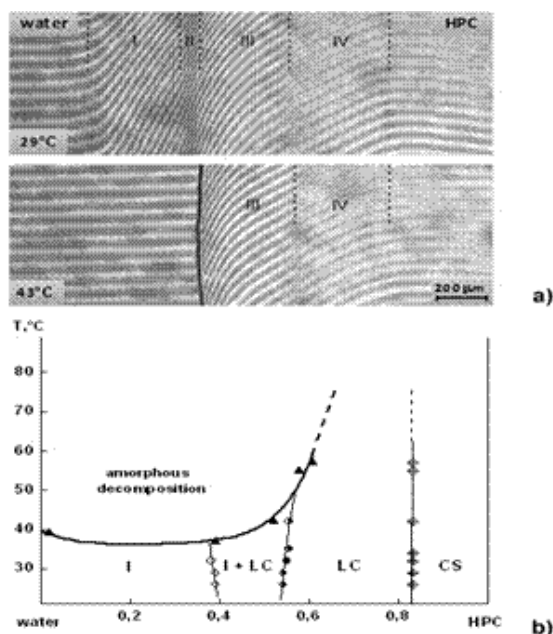 water HPC
I II III IV
29°C
III IV
43°C 200 µm a)
T,°C
80
70
60
50
40
30
amorphous
decomposition
I I + LC LC CS
water 0,2 0,4 0,6 0,8 HPC b)